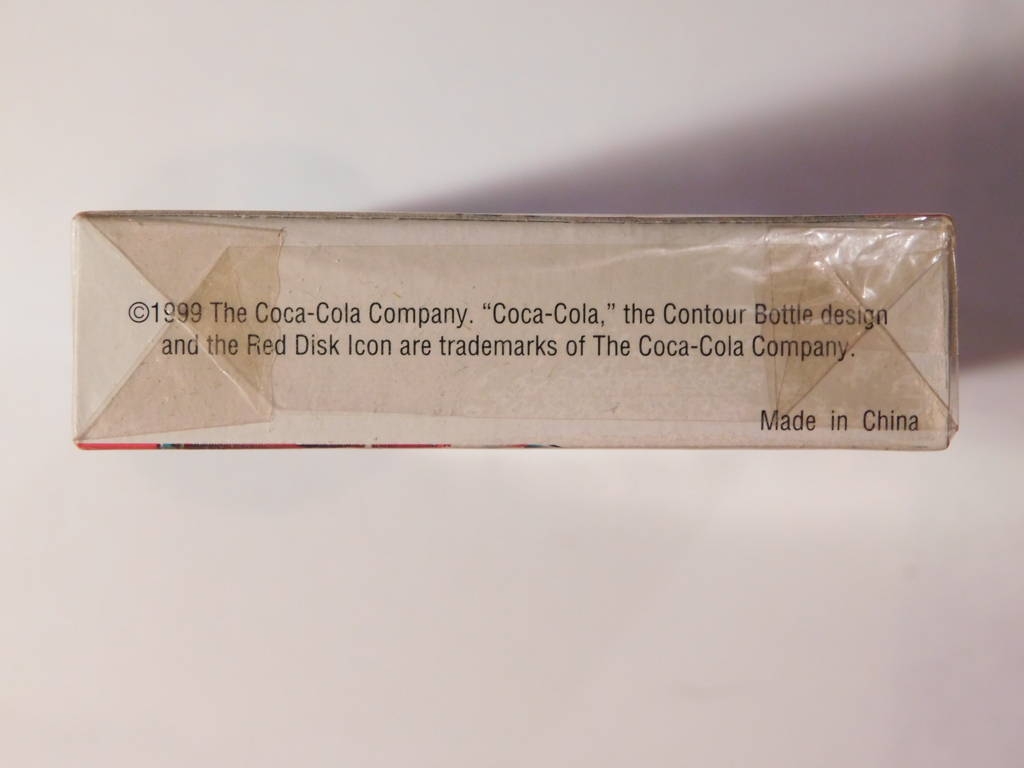 ©1999 The Coca-Cola Company. “Coca-Cola,” the Contour Bottle design
and the Red Disk Icon are trademarks of The Coca-Cola Company.
Made in China